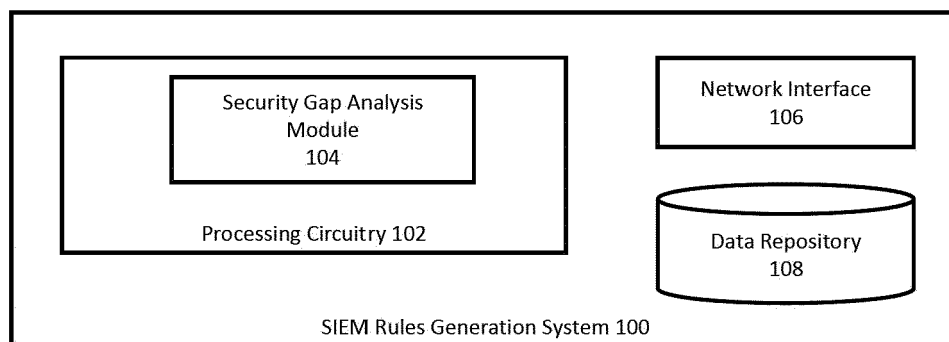 Security Gap Analysis
Module
104
Processing Circuitry 102
Network Interface
106
Data Repository
108
SIEM Rules Generation System 100